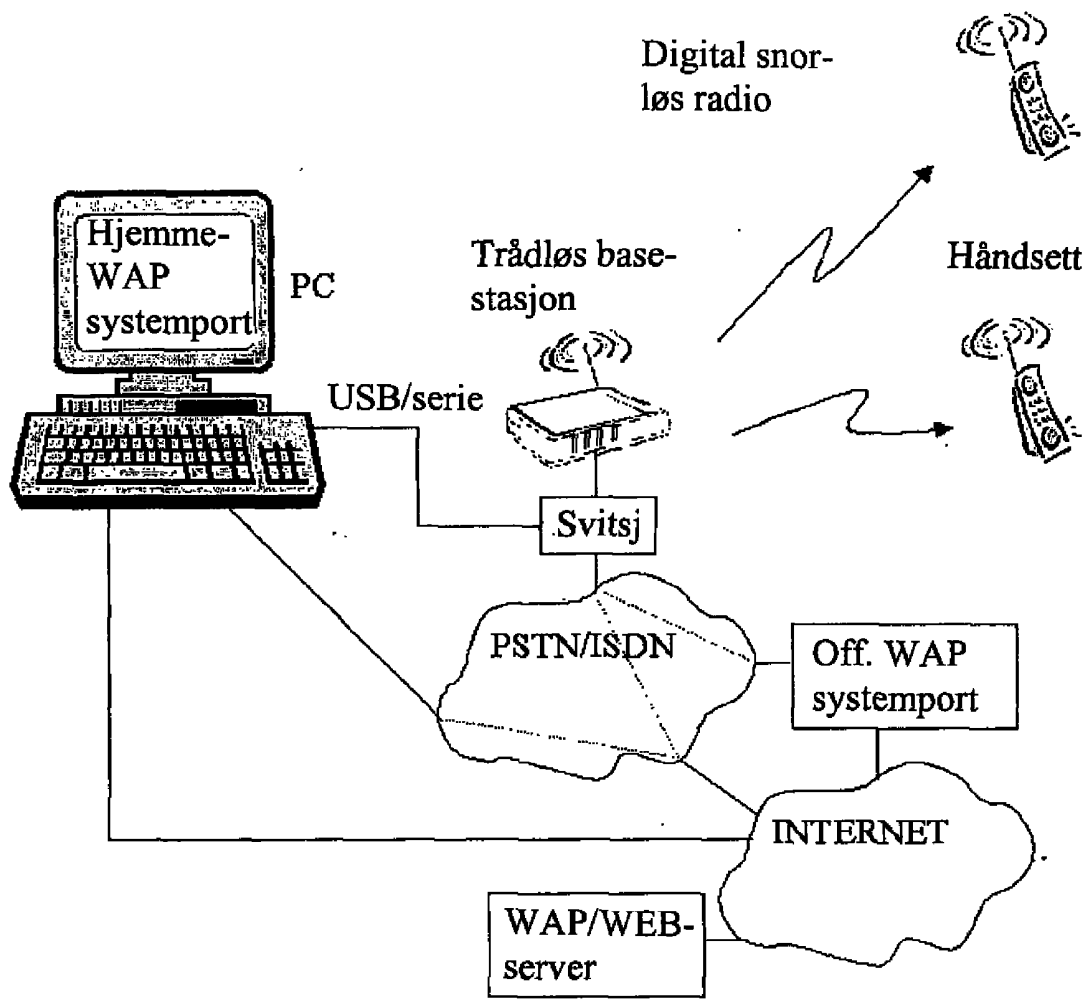 Digital snor-
løs radio
Hjemme-
WAP
systemport
PC
Trådløs base-
stasjon
Håndsett
USB/serie
Svitsj
PSTN/ISDN
Off. WAP
systemport
INTERNET
WAP/WEB-
server